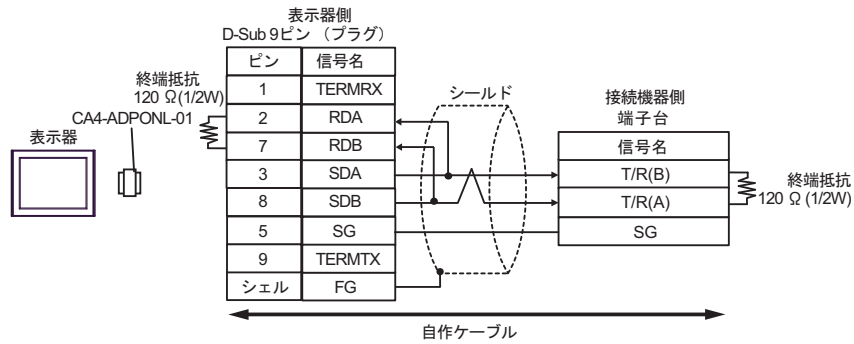 表示器側
D-Sub 9ピン （プラグ）
ピン 信号名
1 TERMRX
2 RDA
7 RDB
3 SDA
8 SDB
5 SG
9 TERMTX
シェル FG
終端抵抗
120 Ω(1/2W)
CA4-ADPONL-01
表示器
シールド
接続機器側
端子台
信号名
T/R(B)
T/R(A)
SG
終端抵抗
120 Ω (1/2W)
自作ケーブル